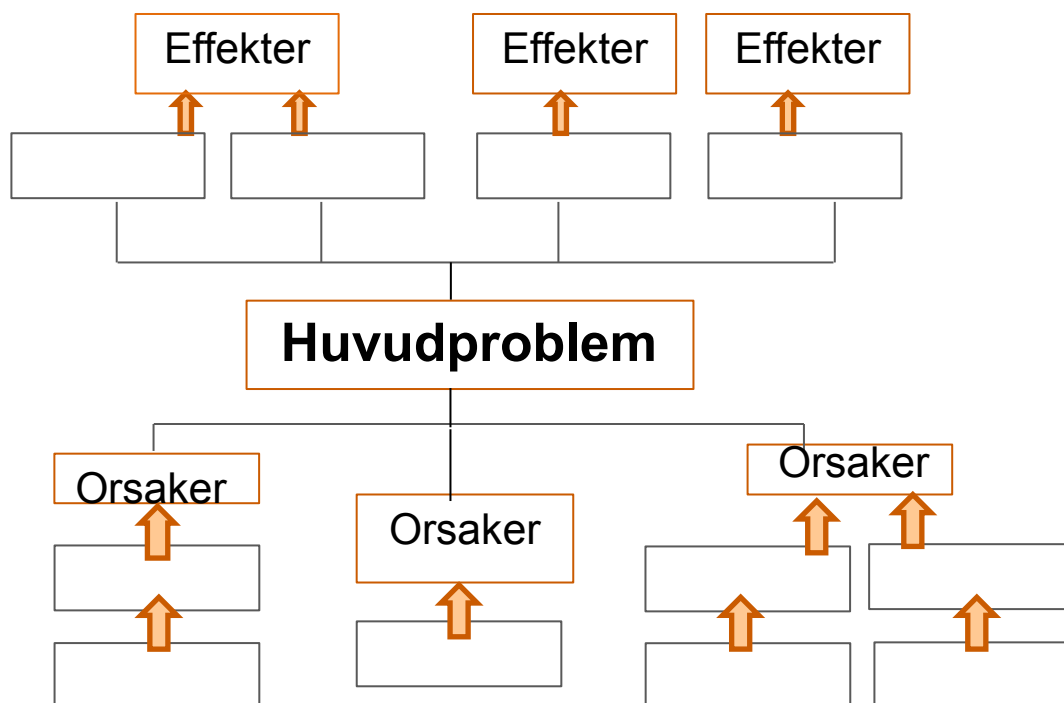 Effekter
Effekter
Effekter
Huvudproblem
Orsaker
Orsaker
Orsaker